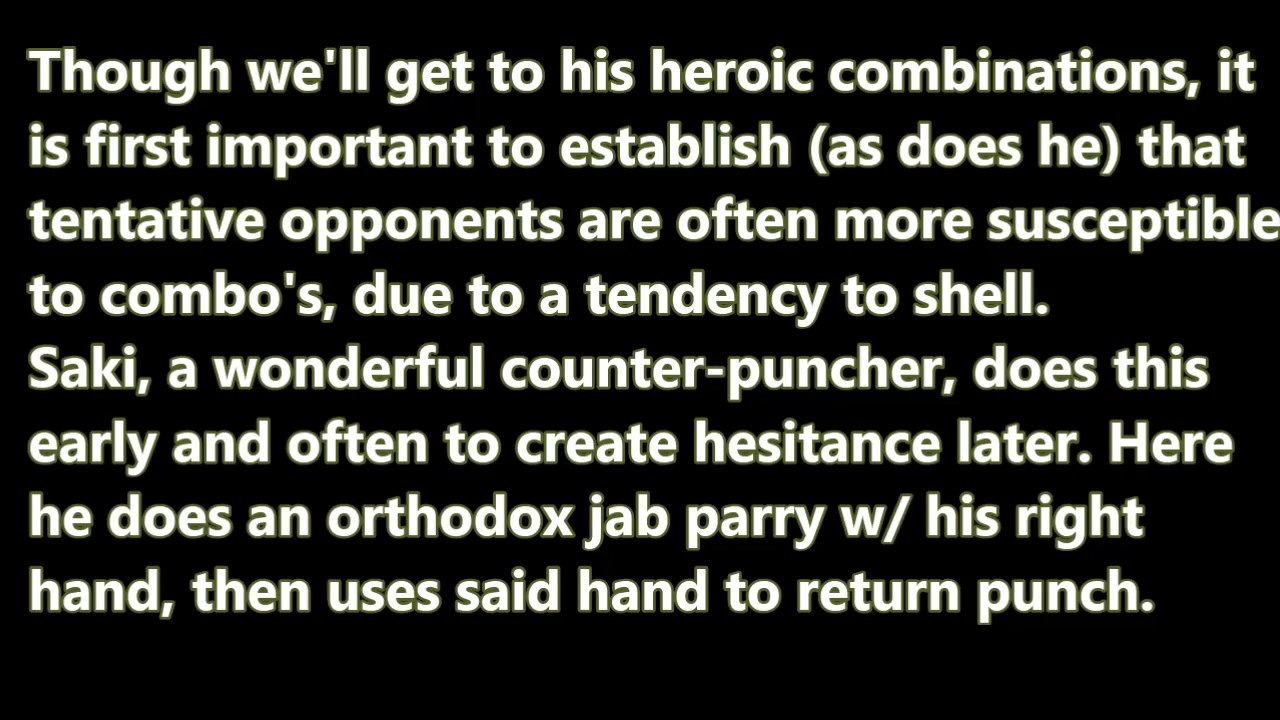 Though we'll get to his heroic combinations, it
is first important to establish (as does he) that
tentative opponents are often more susceptible
to combo's, due to a tendency to shell.
Saki, a wonderful counter-puncher, does this
early and often to create hesitance later. Here
he does an orthodox jab parry w/ his right
hand, then uses said hand to return punch.